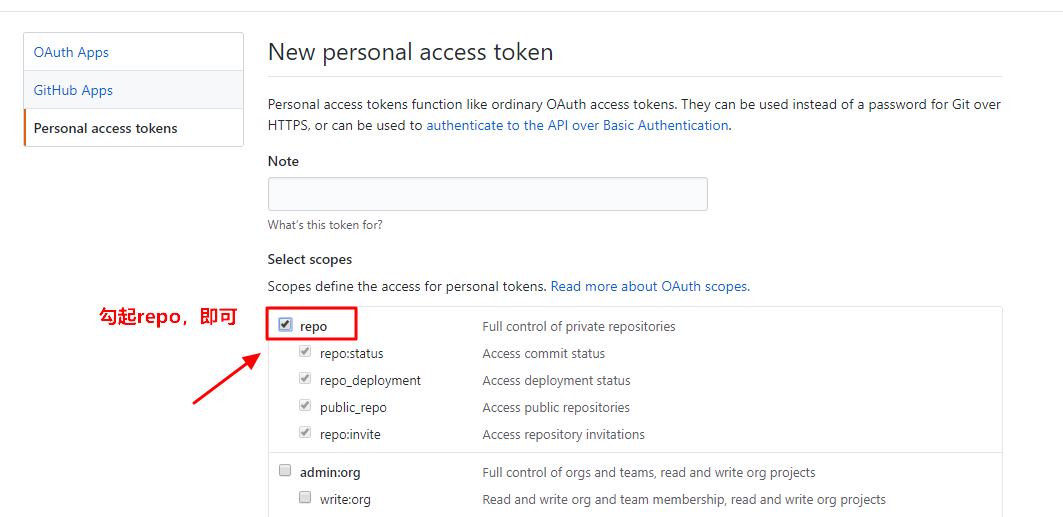 OAuth Apps
GitHub Apps
Personal access tokens
New personal access token
Personal access tokens function like ordinary OAuth access tokens. They can be used instead of a password for Git over
HTTPS, or can be used to authenticate to the API over Basic Authentication.
Note
What's this token for?
Select scopes
Scopes define the access for personal tokens. Read more about OAuth scopes.
勾起repo，即可
repo Full control of private repositories
repo:status Access commit status
repo_deployment Access deployment status
public_repo Access public repositories
repo:invite Access repository invitations
admin:org Full control of orgs and teams, read and write org projects
write:org Read and write org and team membership, read and write org projects